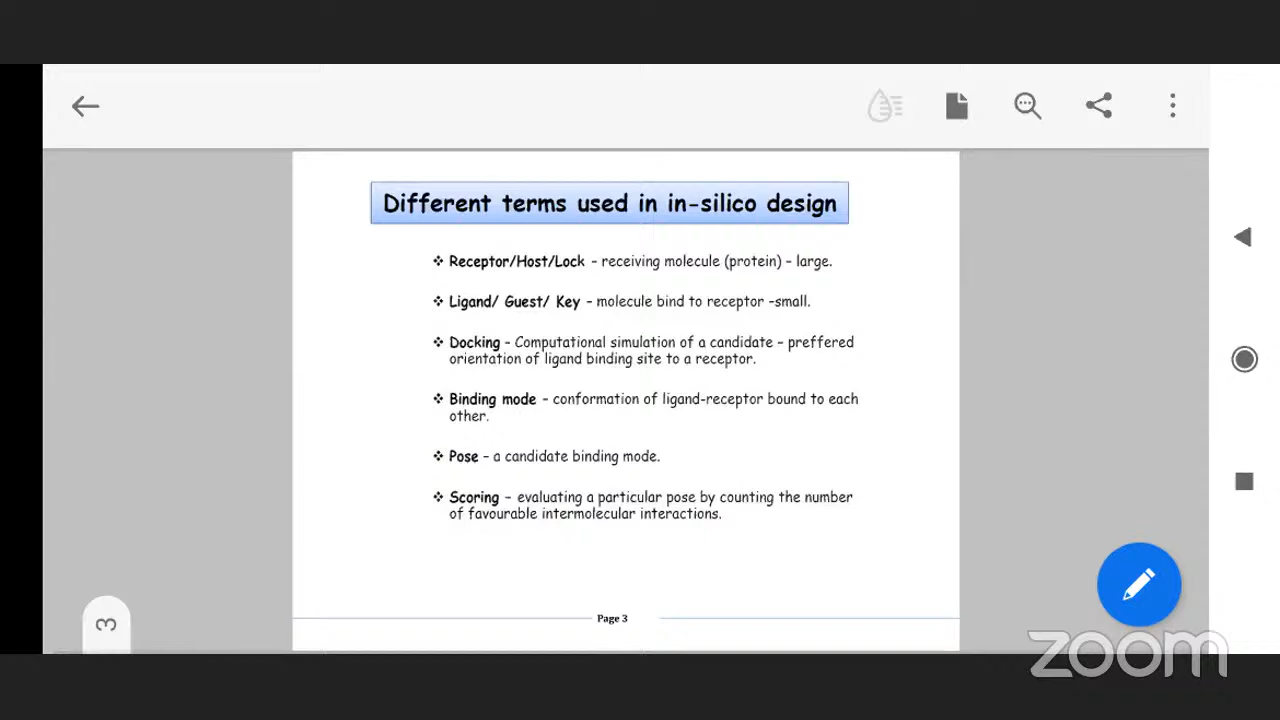 Different terms used in in-silico design
❖ Receptor/Host/Lock – receiving molecule (protein) – large.
❖ Ligand/ Guest/ Key – molecule bind to receptor –small.
❖ Docking – Computational simulation of a candidate – preffered
orientation of ligand binding site to a receptor.
❖ Binding mode – conformation of ligand-receptor bound to each
other.
❖ Pose – a candidate binding mode.
❖ Scoring – evaluating a particular pose by counting the number
of favourable intermolecular interactions.
Page 3
3
zoom